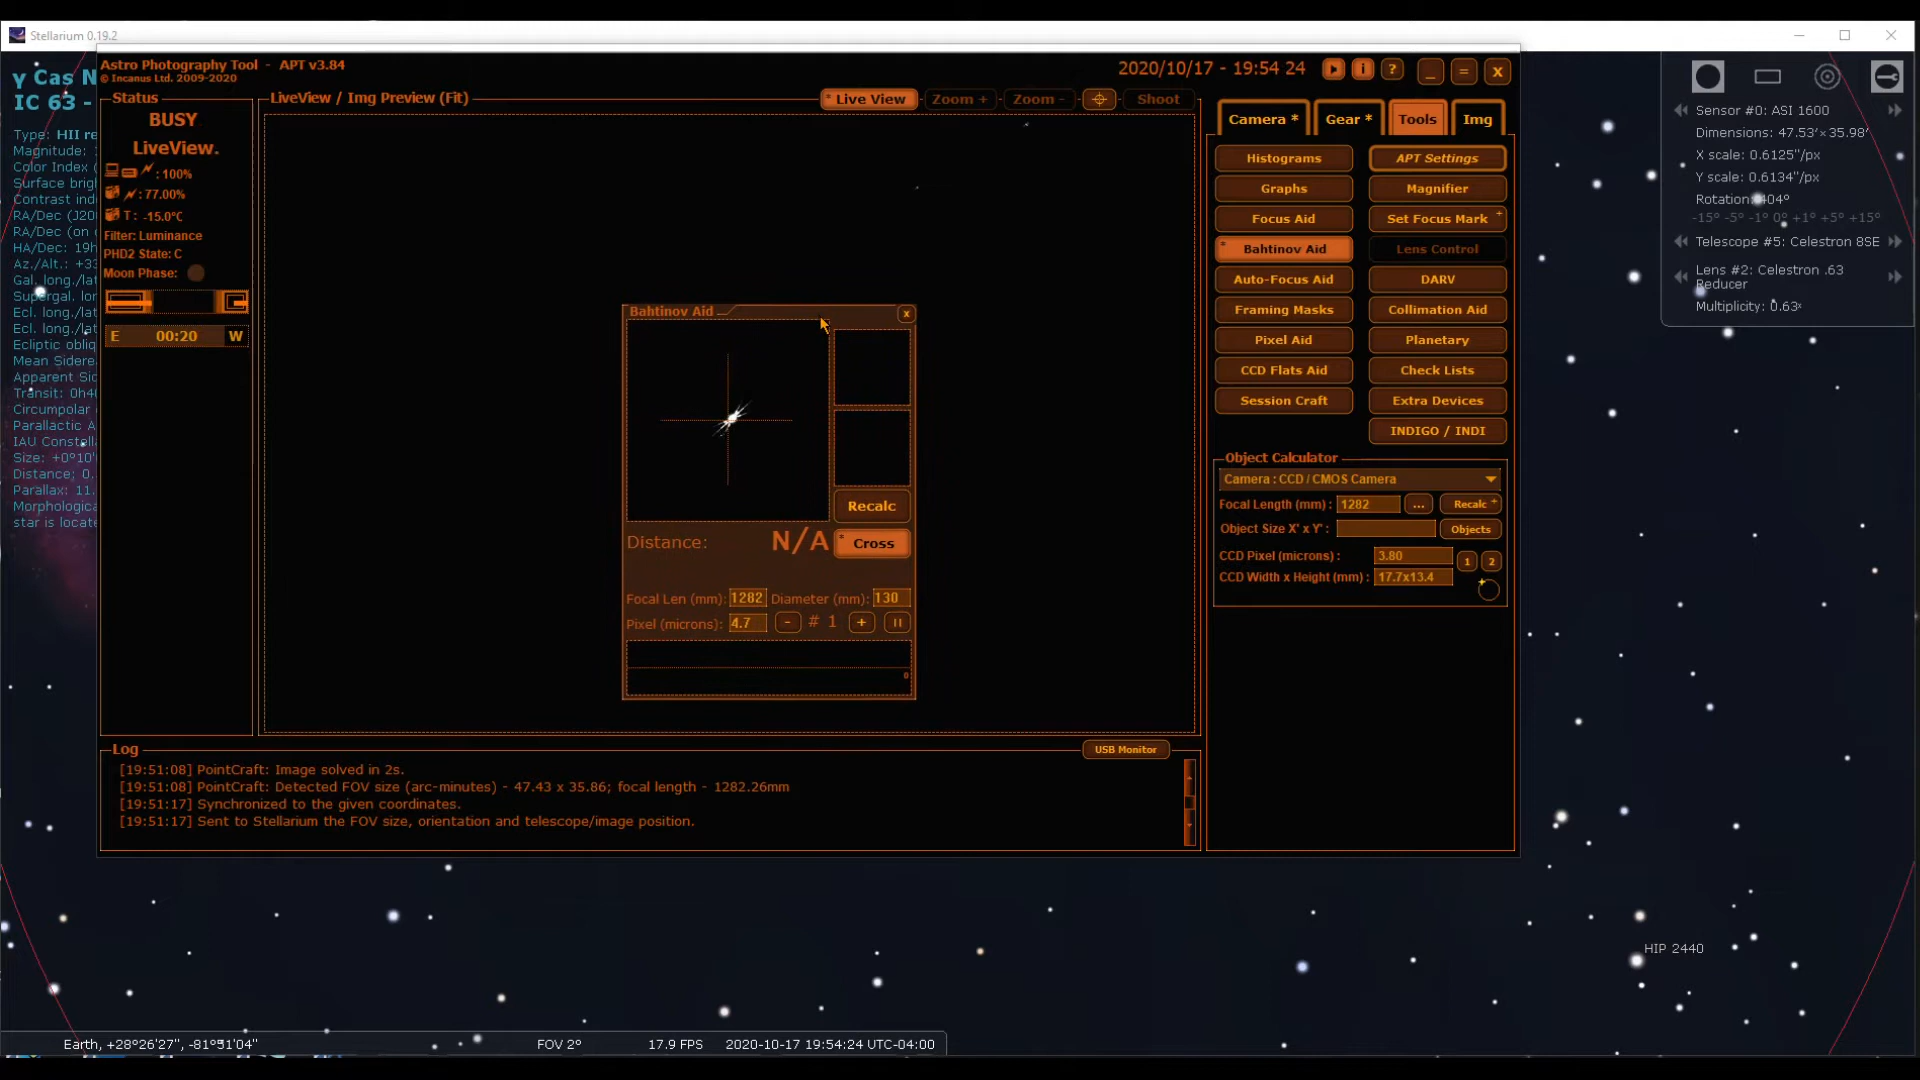 Stellarium 0.19.2
γ Cas N
IC 63 -
Type: HII re
Magnitude:
Color Index (
Surface brigh
Contrast inde
RA/Dec (J200
RA/Dec (on d
HA/Dec: 19h
Az./Alt.: +33
Gal. long./lat
Supergal. lon
Ecl. long./lat
Ecl. long./lat
Ecliptic obliq
Mean Sidere
Apparent Sid
Transit: 0h4
Circumpolar
Parallactic A
IAU Constell
Size: +0°10'
Distance: 0.
Parallax: 11.
Morphologic
star is locate
Astro Photography Tool - APT v3.84
© Incanus Ltd. 2009-2020
2020/10/17 - 19:54 24
i
?
_
=
X
Status
BUSY
LiveView.
: 100%
: 77.00%
T: -15.0°C
Filter: Luminance
PHD2 State: C
Moon Phase:
E 00:20 W
LiveView / Img Preview (Fit)
* Live View
Zoom +
Zoom -
Shoot
Bahtinov Aid
x
Recalc
Distance: N/A
* Cross
Focal Len (mm): 1282 Diameter (mm): 130
Pixel (microns): 4.7 - # 1 + II
0
Camera *
Gear *
Tools
Img
Histograms
APT Settings
Graphs
Magnifier
Focus Aid
Set Focus Mark +
* Bahtinov Aid
Lens Control
Auto-Focus Aid
DARV
Framing Masks
Collimation Aid
Pixel Aid
Planetary
CCD Flats Aid
Check Lists
Session Craft
Extra Devices
INDIGO / INDI
Object Calculator
Camera : CCD / CMOS Camera
Focal Length (mm) : 1282 ... Recalc +
Object Size X' x Y' : Objects
CCD Pixel (microns) : 3.80 1 2
CCD Width x Height (mm) : 17.7x13.4
Log
USB Monitor
[19:51:08] PointCraft: Image solved in 2s.
[19:51:08] PointCraft: Detected FOV size (arc-minutes) - 47.43 x 35.86; focal length - 1282.26mm
[19:51:17] Synchronized to the given coordinates.
[19:51:17] Sent to Stellarium the FOV size, orientation and telescope/image position.
Sensor #0: ASI 1600
Dimensions: 47.53′×35.98′
X scale: 0.6125"/px
Y scale: 0.6134"/px
-15° -5° -1° 0° +1° +5° +15°
Telescope #5: Celestron 8SE
Lens #2: Celestron .63
Reducer
Multiplicity: 0.63ˣ
HIP 2440
Earth, +28°26'27", -81°31'04"
FOV 2°
17.9 FPS
2020-10-17 19:54:24 UTC-04:00